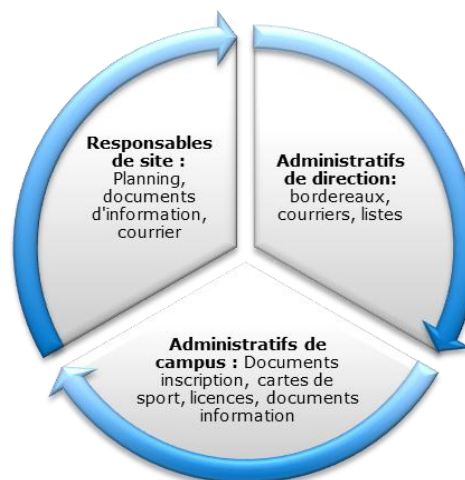 Responsables
de site :
Planning,
documents
d'information,
courrier
Administratifs
de direction:
bordereaux,
courriers, listes
Administratifs de
campus : Documents
inscription, cartes de
sport, licences, documents
information